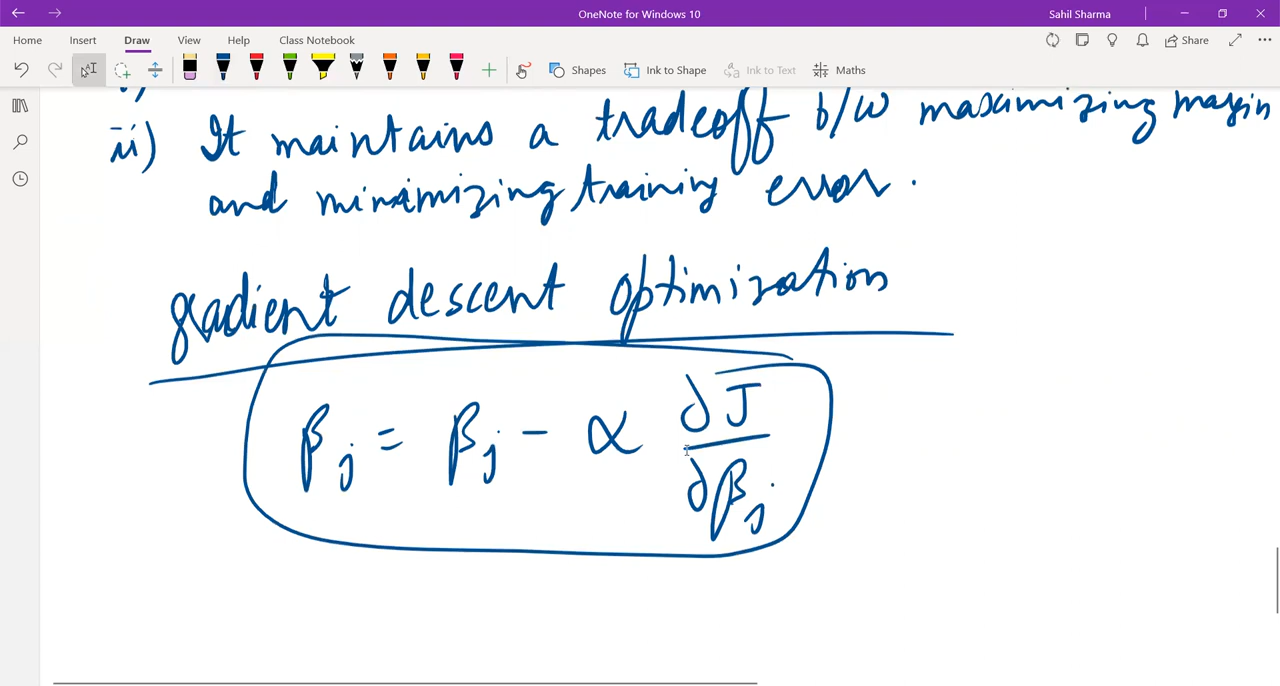 OneNote for Windows 10
Sahil Sharma
Home Insert Draw View Help Class Notebook
Share
Shapes Ink to Shape Ink to Text Maths
ii) It maintains a tradeoff b/w maximizing margin
and minimizing training error.
gradient descent optimization
βj = βj - α ∂J/∂βj